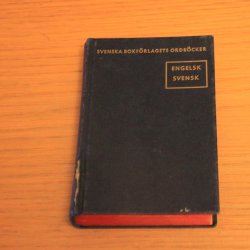 SVENSKA BOKFÖRLAGETS ORDBÖCKER
ENGELSK
SVENSK